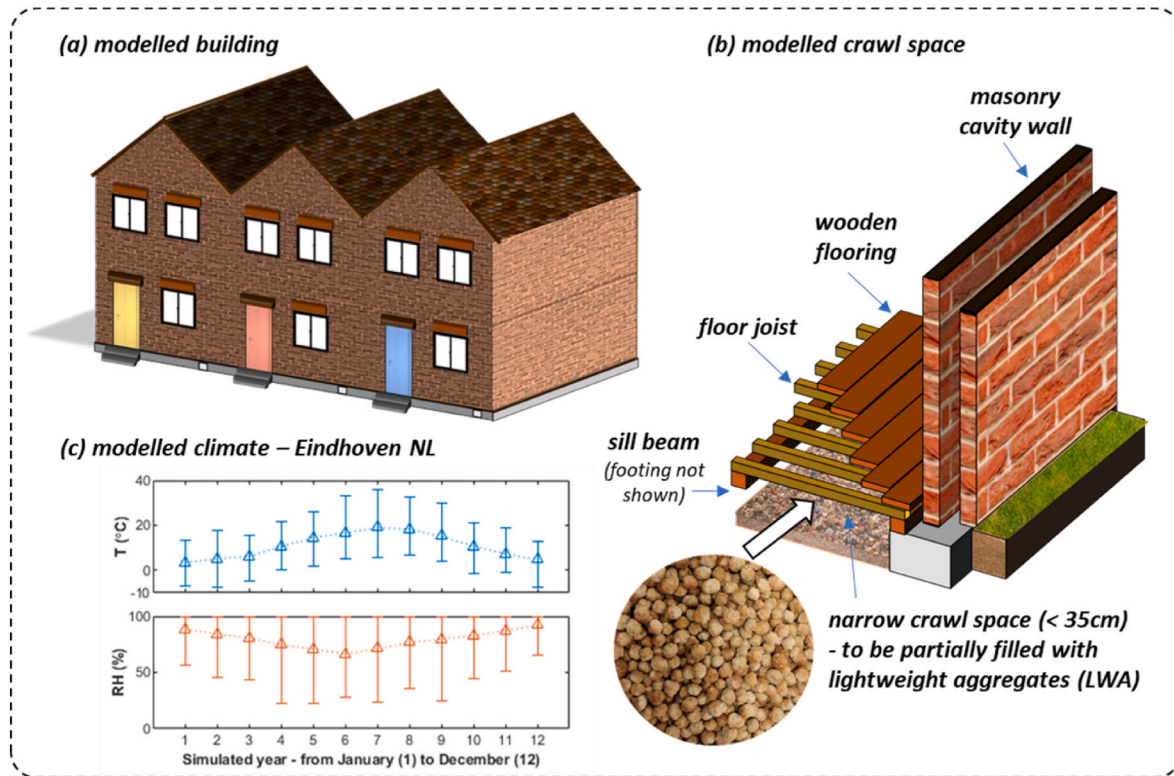 (a) modelled building
(b) modelled crawl space
masonry
cavity wall
wooden
flooring
floor joist
sill beam
(footing not
shown)
narrow crawl space (< 35cm)
- to be partially filled with
lightweight aggregates (LWA)
(c) modelled climate – Eindhoven NL
40
20
0
-10
T (°C)
100
50
0
RH (%)
1 2 3 4 5 6 7 8 9 10 11 12
Simulated year - from January (1) to December (12)